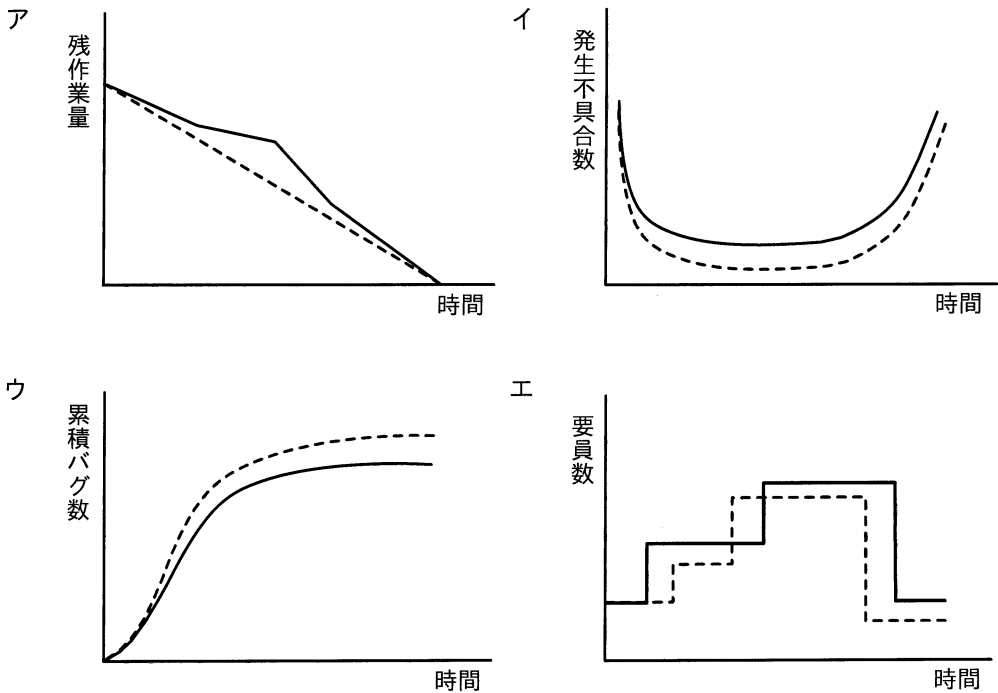 ア
残作業量
時間
イ
発生不具合数
時間
ウ
累積バグ数
時間
エ
要員数
時間